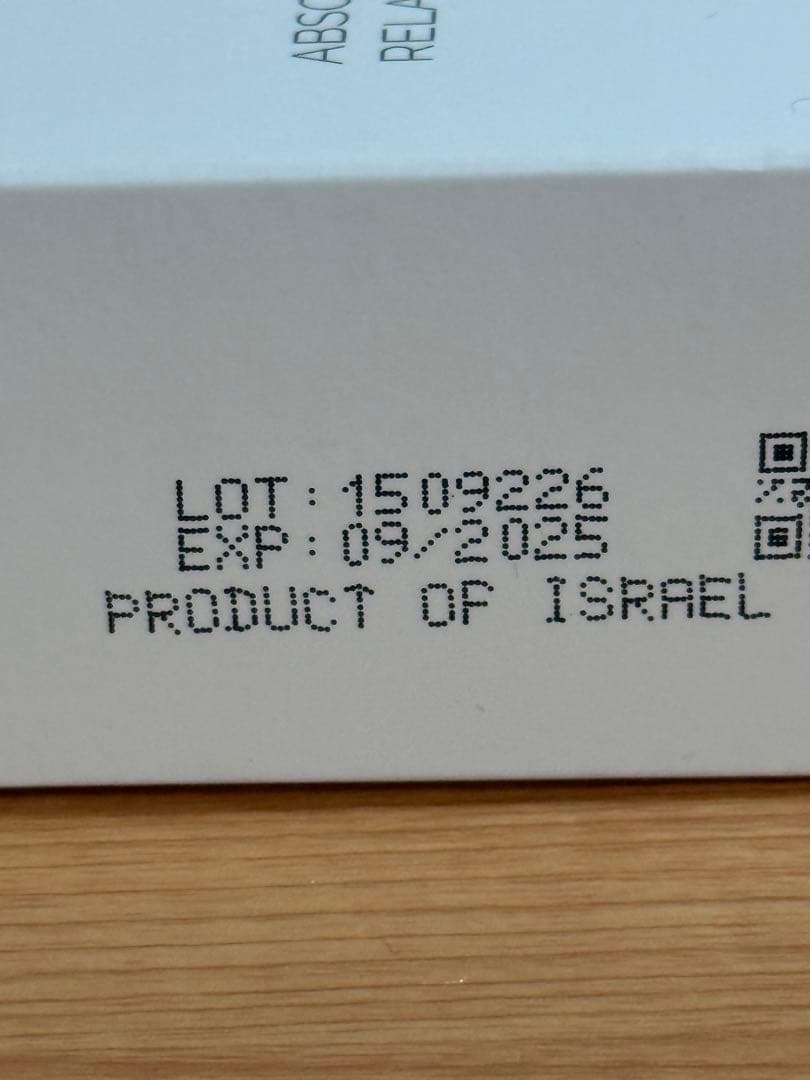 LOT:1509226
EXP:09/2025
PRODUCT OF ISRAEL